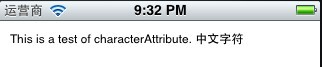 运营商 9:32 PM
This is a test of characterAttribute. 中文字符